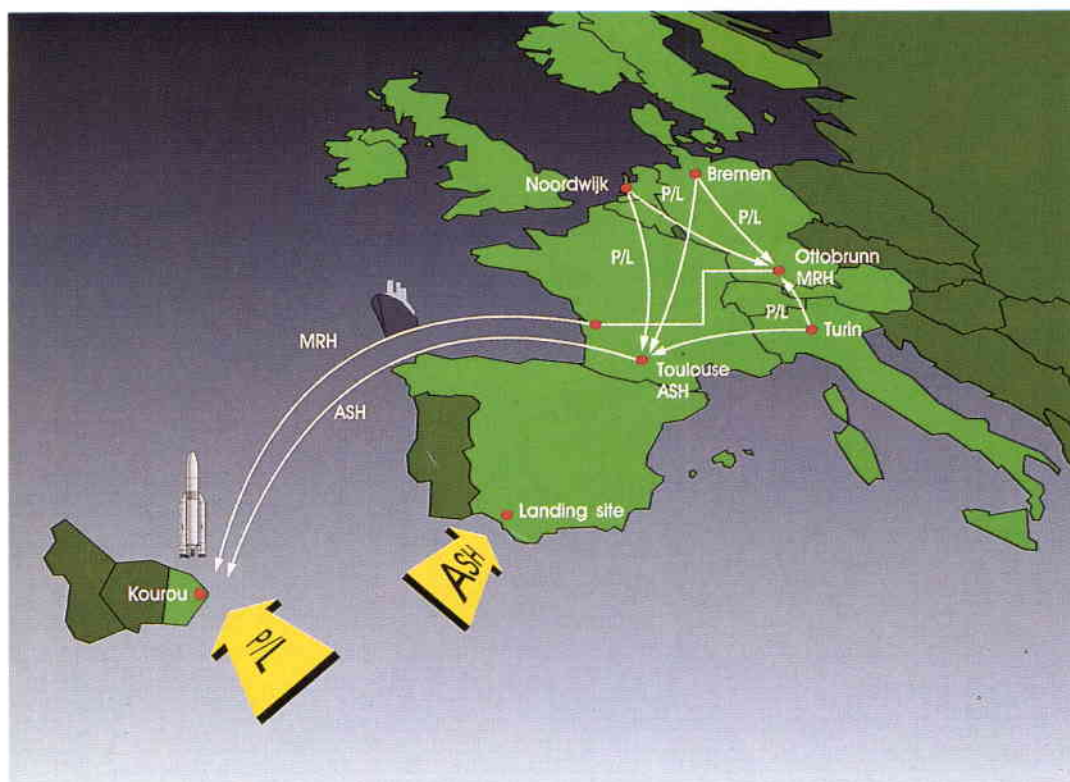 Noordwijk
Bremen
P/L
P/L
P/L
Ottobrunn
MRH
P/L
Turin
MRH
Toulouse
ASH
ASH
Landing site
ASH
Kourou
P/L